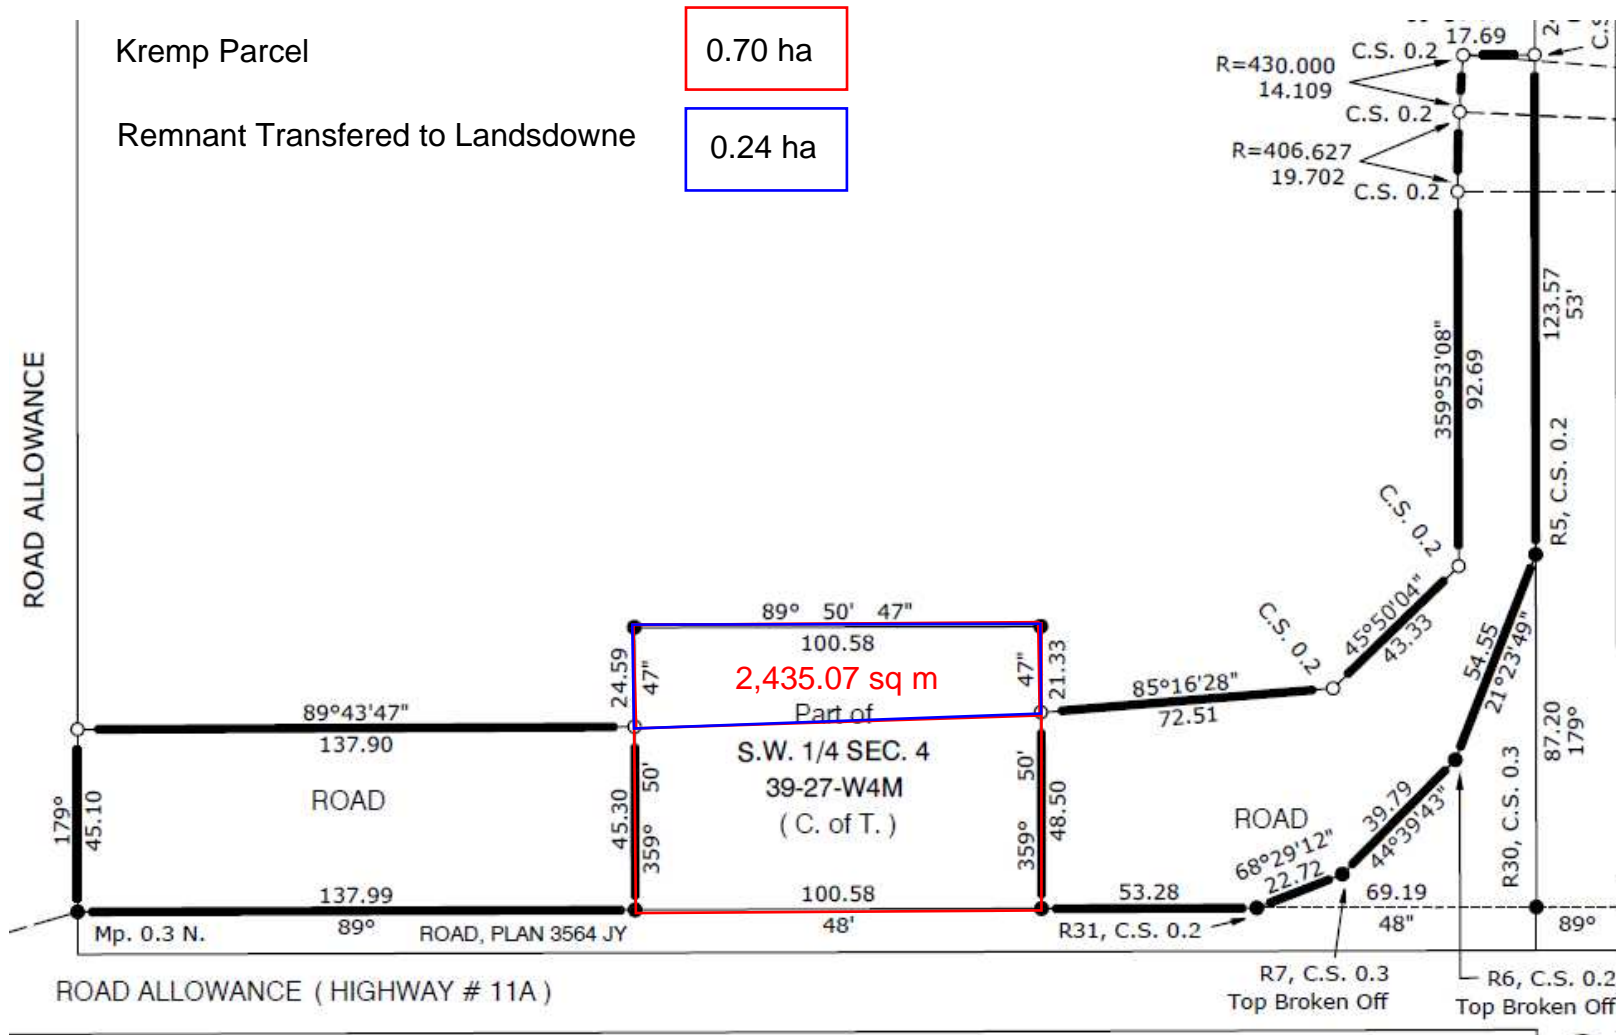 Kremp Parcel
0.70 ha
Remnant Transfered to Landsdowne
0.24 ha
17.69
C.S. 0.2
R=430.000
14.109
C.S. 0.2
R=406.627
19.702
C.S. 0.2
ROAD ALLOWANCE
359°53'08"
92.69
123.57
53'
R5, C.S. 0.2
C.S. 0.2
45°50'04"
43.33
C.S. 0.2
54.55
21°23'49"
89° 50' 47"
100.58
24.59
47"
2,435.07 sq m
47"
21.33
85°16'28"
72.51
89°43'47"
137.90
Part of
S.W. 1/4 SEC. 4
39-27-W4M
( C. of T. )
ROAD
179°
45.10
45.30
359° 50'
359° 50'
48.50
ROAD
39.79
44°39'43"
68°29'12"
22.72
R30, C.S. 0.3
87.20
179°
137.99
100.58
53.28
69.19
Mp. 0.3 N.
89°
ROAD, PLAN 3564 JY
48'
R31, C.S. 0.2
48"
89°
ROAD ALLOWANCE ( HIGHWAY # 11A )
R7, C.S. 0.3
Top Broken Off
R6, C.S. 0.2
Top Broken Off